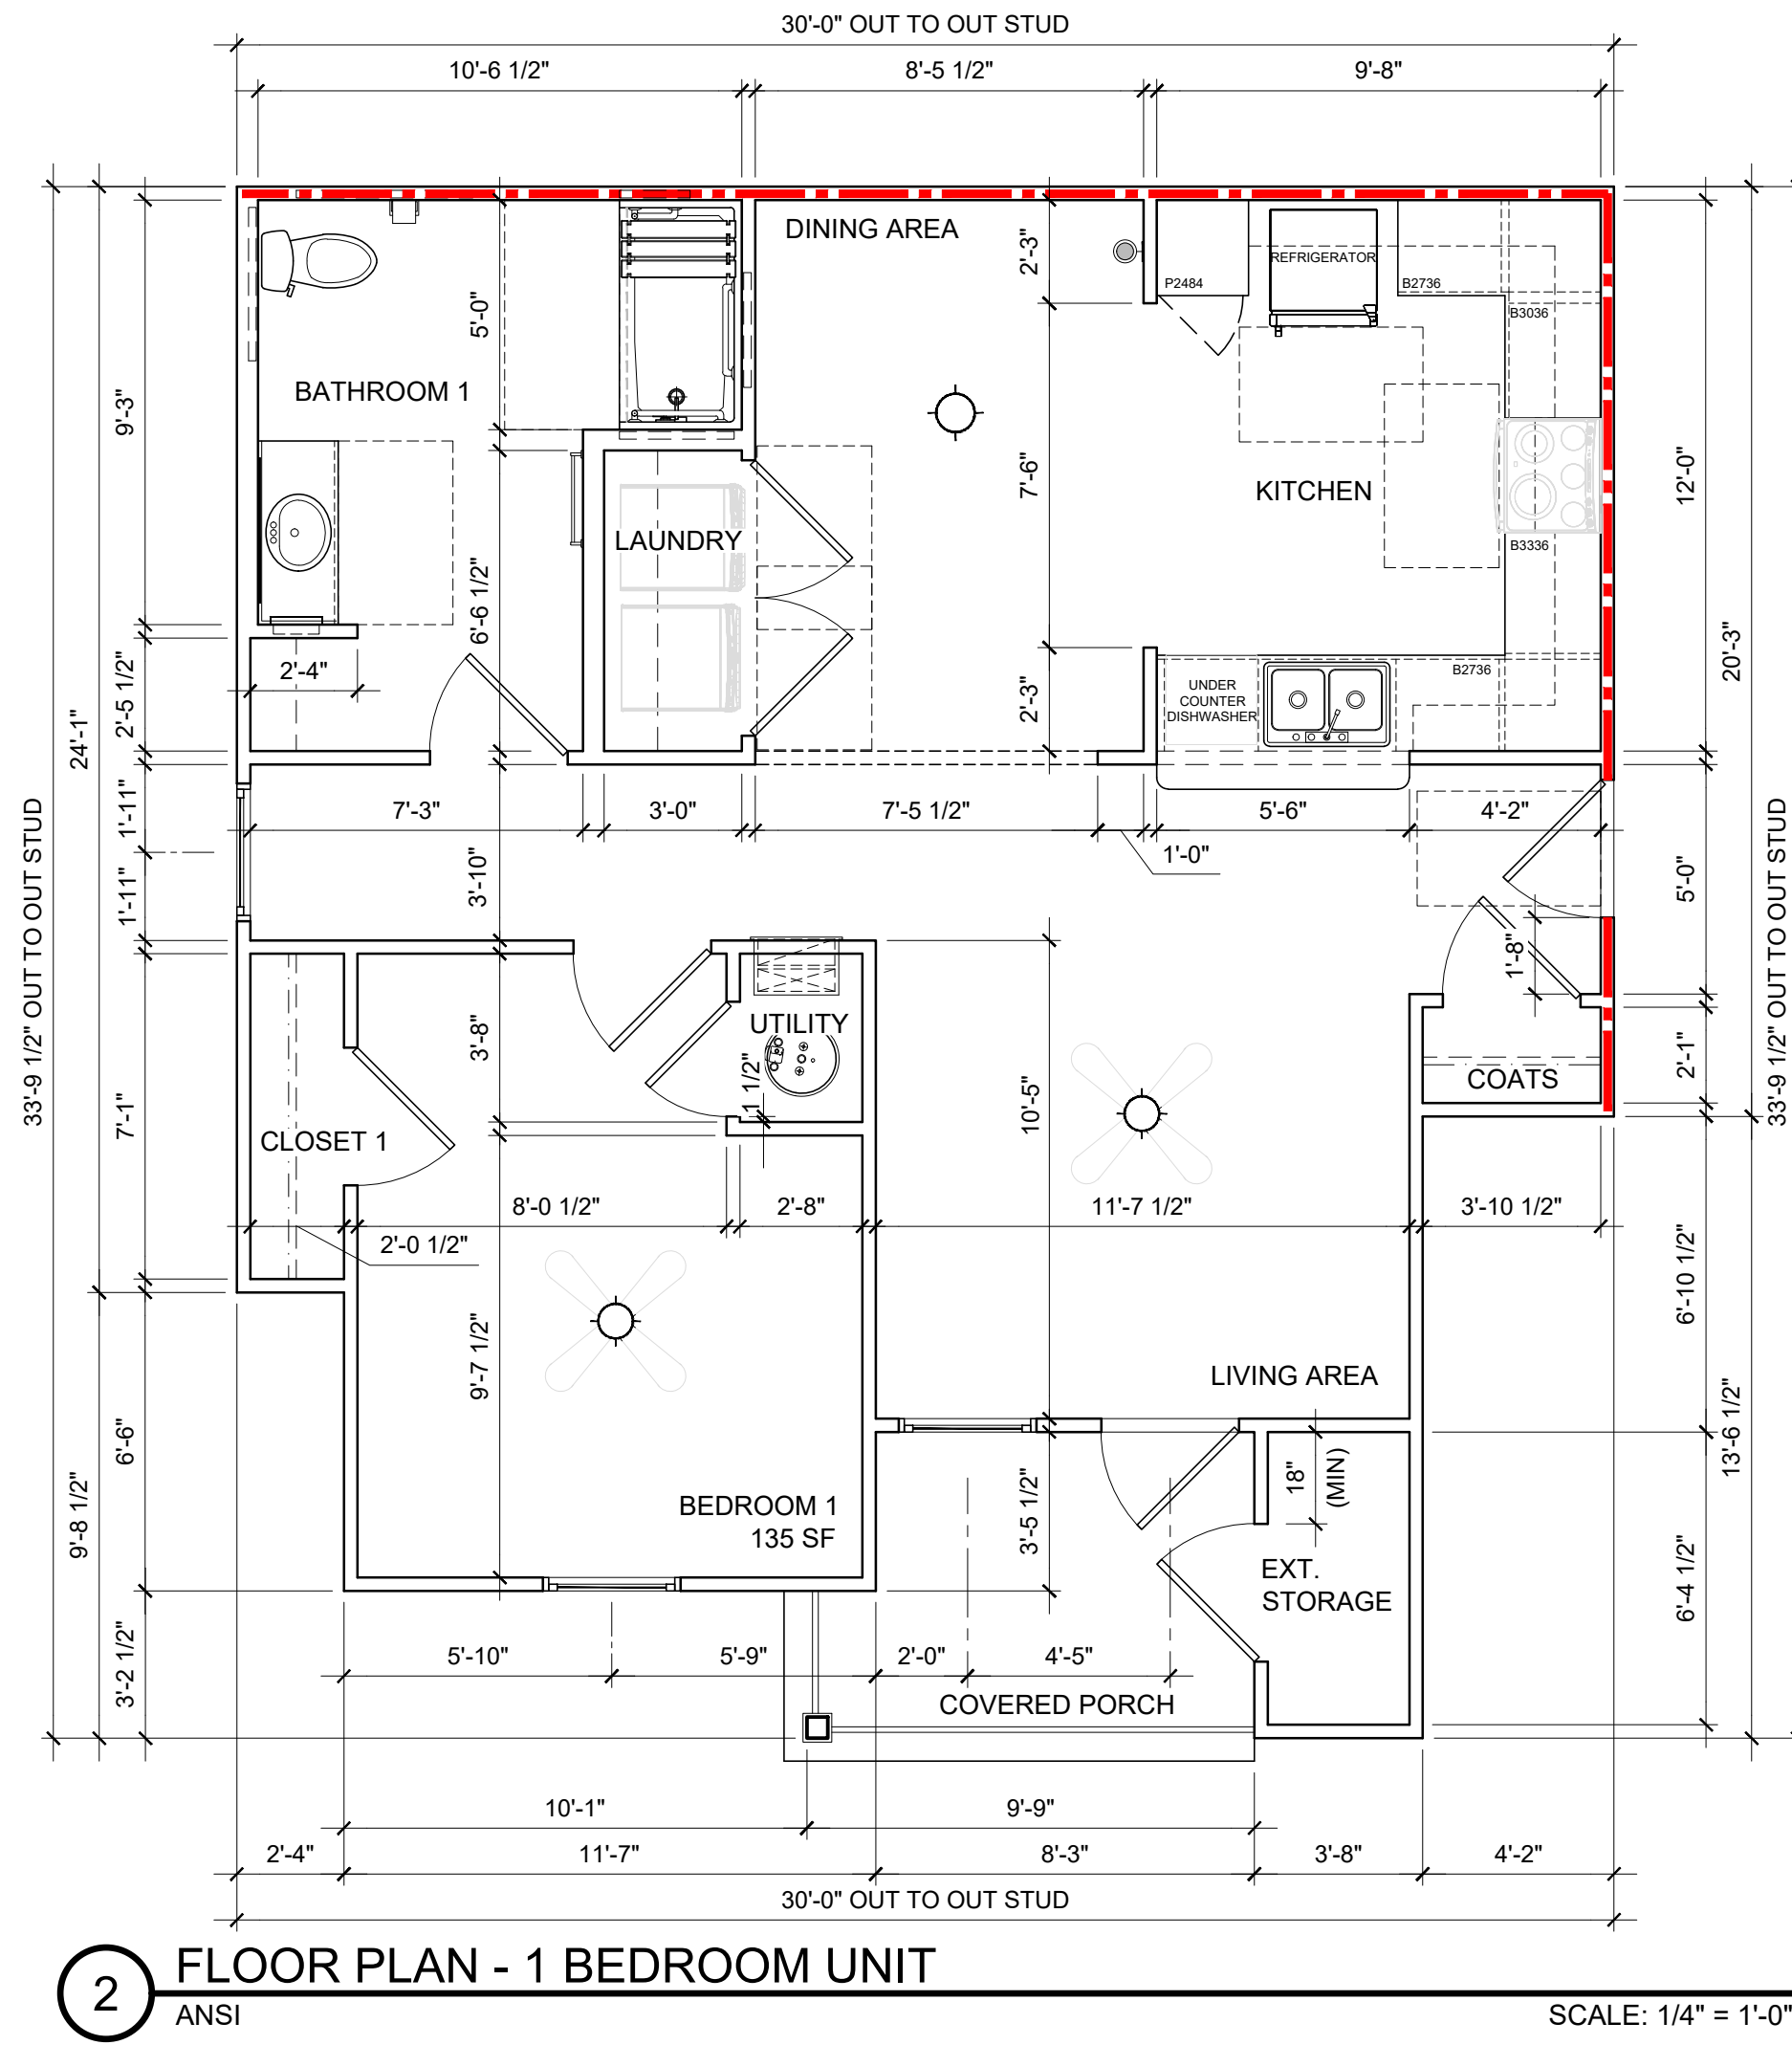 30'-0" OUT TO OUT STUD
10'-6 1/2"
8'-5 1/2"
9'-8"
DINING AREA
2'-3"
REFRIGERATOR
P2484
B2736
B3036
5'-0"
BATHROOM 1
9'-3"
7'-6"
KITCHEN
12'-0"
LAUNDRY
B3336
6'-6 1/2"
2'-4"
2'-5 1/2"
24'-1"
2'-3"
UNDER
COUNTER
DISHWASHER
B2736
20'-3"
33'-9 1/2" OUT TO OUT STUD
1'-11"
7'-3"
3'-0"
7'-5 1/2"
5'-6"
4'-2"
1'-0"
33'-9 1/2" OUT TO OUT STUD
1'-11"
3'-10"
5'-0"
1'-8"
3'-8"
UTILITY
1 1/2"
10'-5"
2'-1"
COATS
7'-1"
CLOSET 1
8'-0 1/2"
2'-8"
11'-7 1/2"
3'-10 1/2"
2'-0 1/2"
9'-7 1/2"
6'-10 1/2"
LIVING AREA
6'-6"
13'-6 1/2"
9'-8 1/2"
BEDROOM 1
135 SF
3'-5 1/2"
18"
(MIN)
EXT.
STORAGE
6'-4 1/2"
3'-2 1/2"
5'-10"
5'-9"
2'-0"
4'-5"
COVERED PORCH
10'-1"
9'-9"
2'-4"
11'-7"
8'-3"
3'-8"
4'-2"
30'-0" OUT TO OUT STUD
2
FLOOR PLAN - 1 BEDROOM UNIT
ANSI
SCALE: 1/4" = 1'-0"